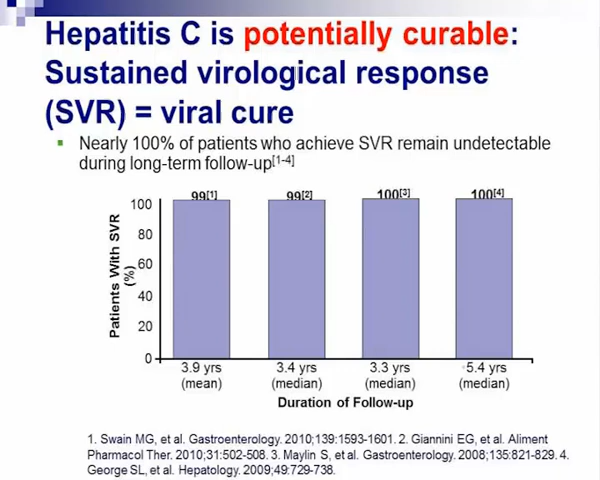 Hepatitis C is potentially curable:
Sustained virological response
(SVR) = viral cure
Nearly 100% of patients who achieve SVR remain undetectable
during long-term follow-up[1-4]
Patients With SVR
(%)
100
80
60
40
20
0
99[1]
99[2]
100[3]
100[4]
3.9 yrs
(mean)
3.4 yrs
(median)
3.3 yrs
(median)
5.4 yrs
(median)
Duration of Follow-up
1. Swain MG, et al. Gastroenterology. 2010;139:1593-1601. 2. Giannini EG, et al. Aliment
Pharmacol Ther. 2010;31:502-508. 3. Maylin S, et al. Gastroenterology. 2008;135:821-829. 4.
George SL, et al. Hepatology. 2009;49:729-738.